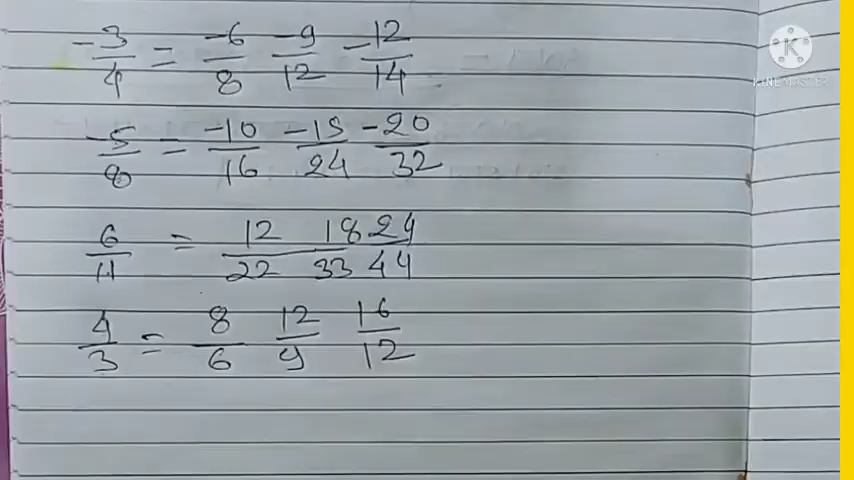 -3/4 = -6/8 -9/12 -12/14
-5/8 = -10/16 -15/24 -20/32
6/11 = 12/22 18/33 24/44
4/3 = 8/6 12/9 16/12
K
KINEMASTER